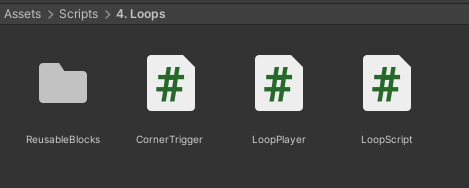 Assets > Scripts > 4. Loops
ReusableBlocks
CornerTrigger
LoopPlayer
LoopScript